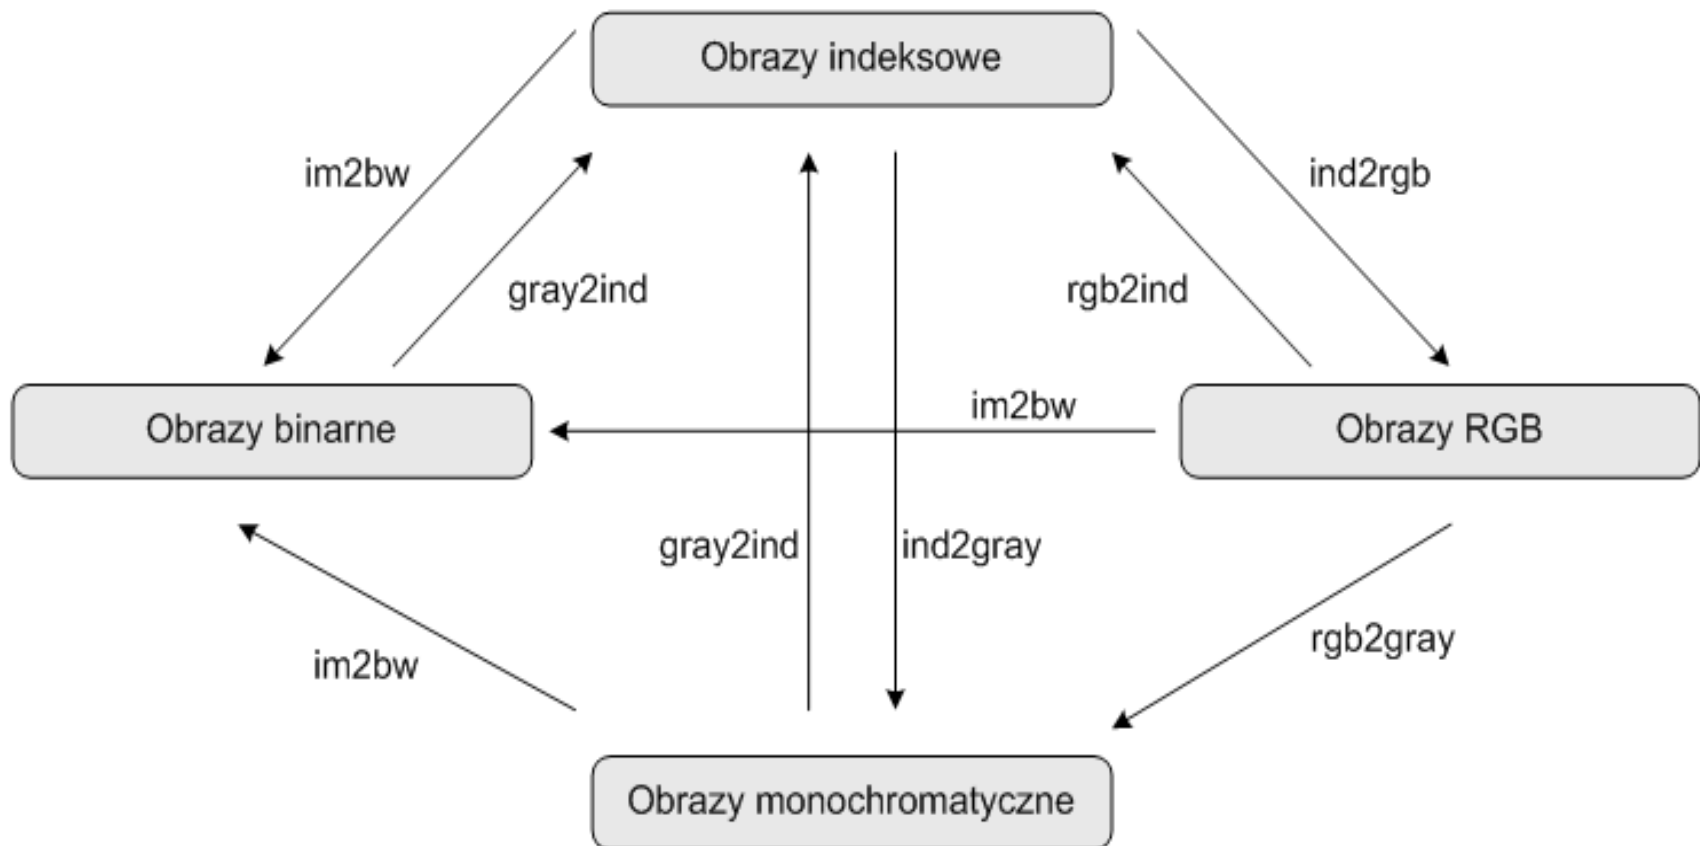 Obrazy indeksowe
im2bw
ind2rgb
gray2ind
rgb2ind
im2bw
Obrazy binarne
Obrazy RGB
gray2ind
ind2gray
rgb2gray
im2bw
Obrazy monochromatyczne